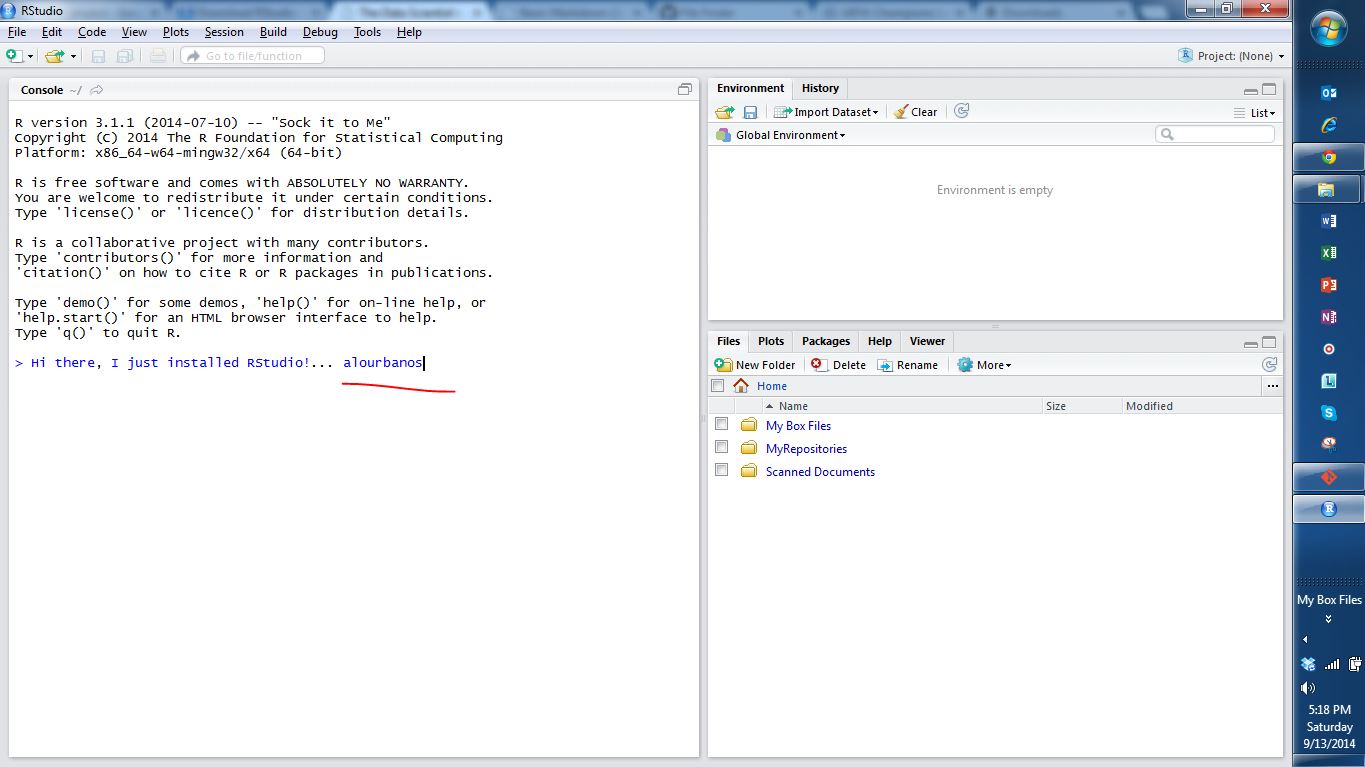 RStudio
File Edit Code View Plots Session Build Debug Tools Help
Go to file/function
Project: (None)
Console ~/
R version 3.1.1 (2014-07-10) -- "Sock it to Me"
Copyright (C) 2014 The R Foundation for Statistical Computing
Platform: x86_64-w64-mingw32/x64 (64-bit)
R is free software and comes with ABSOLUTELY NO WARRANTY.
You are welcome to redistribute it under certain conditions.
Type 'license()' or 'licence()' for distribution details.
R is a collaborative project with many contributors.
Type 'contributors()' for more information and
'citation()' on how to cite R or R packages in publications.
Type 'demo()' for some demos, 'help()' for on-line help, or
'help.start()' for an HTML browser interface to help.
Type 'q()' to quit R.
> Hi there, I just installed RStudio!... alourbanos
Environment History
Import Dataset Clear List
Global Environment
Environment is empty
Files Plots Packages Help Viewer
New Folder Delete Rename More
Home
Name Size Modified
My Box Files
MyRepositories
Scanned Documents
My Box Files
5:18 PM
Saturday
9/13/2014